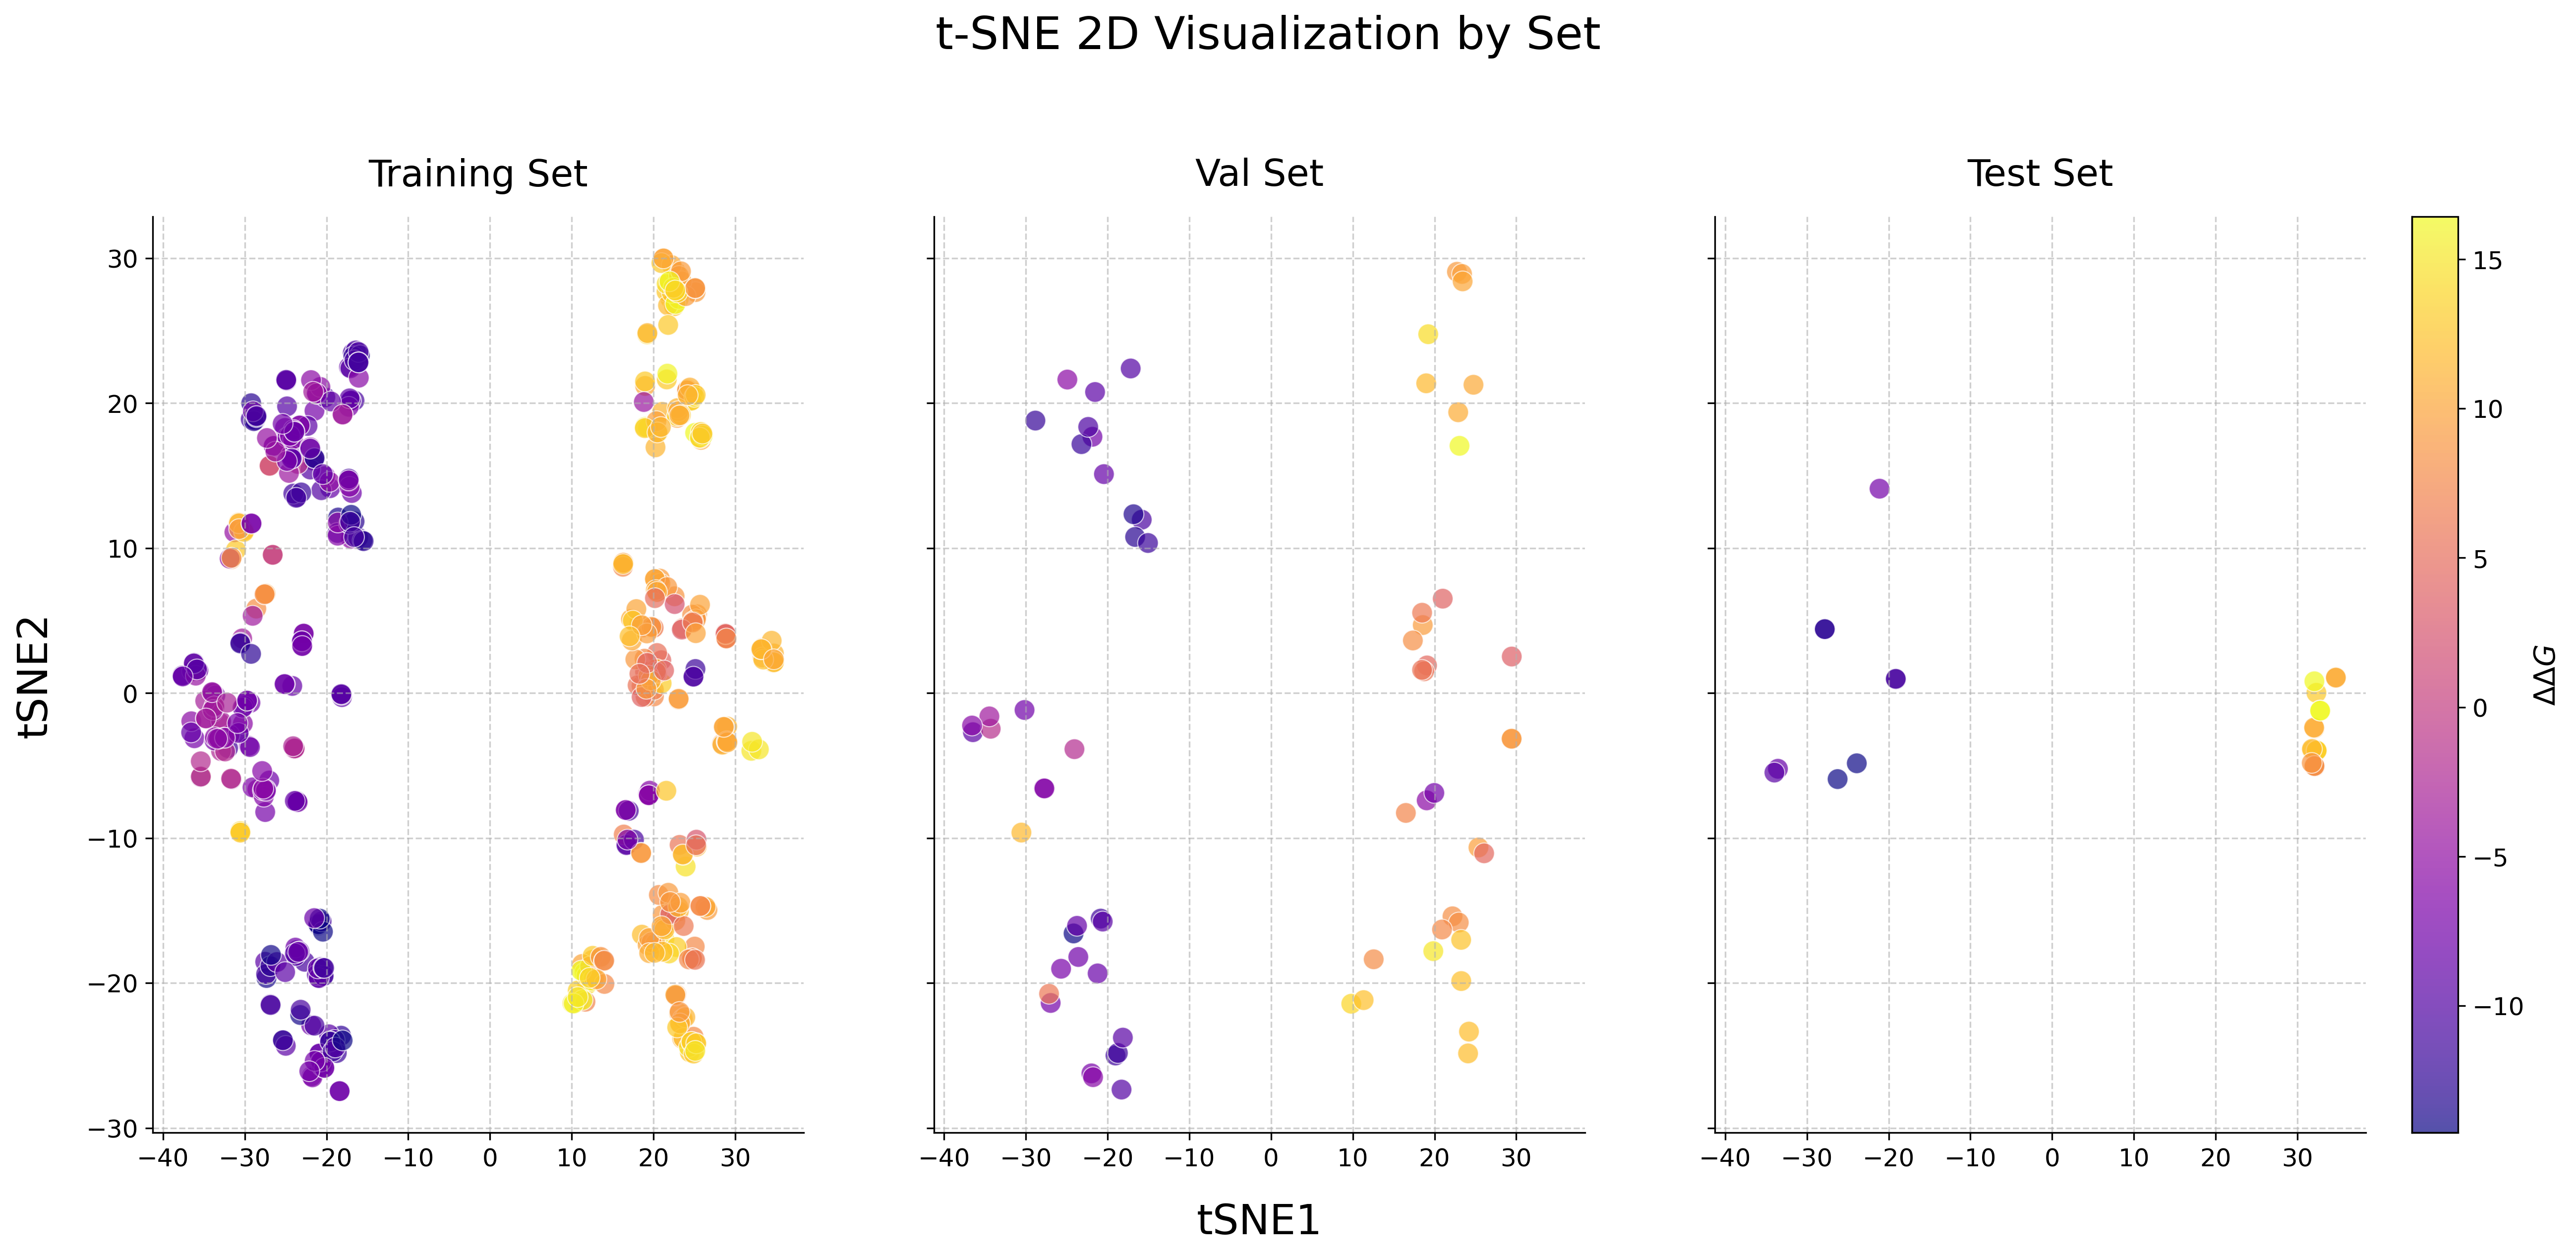 t-SNE 2D Visualization by Set
Training Set
Val Set
Test Set
tSNE2
30
20
10
0
−10
−20
−30
−40 −30 −20 −10 0 10 20 30
−40 −30 −20 −10 0 10 20 30
−40 −30 −20 −10 0 10 20 30
tSNE1
15
10
5
0
−5
−10
ΔΔG